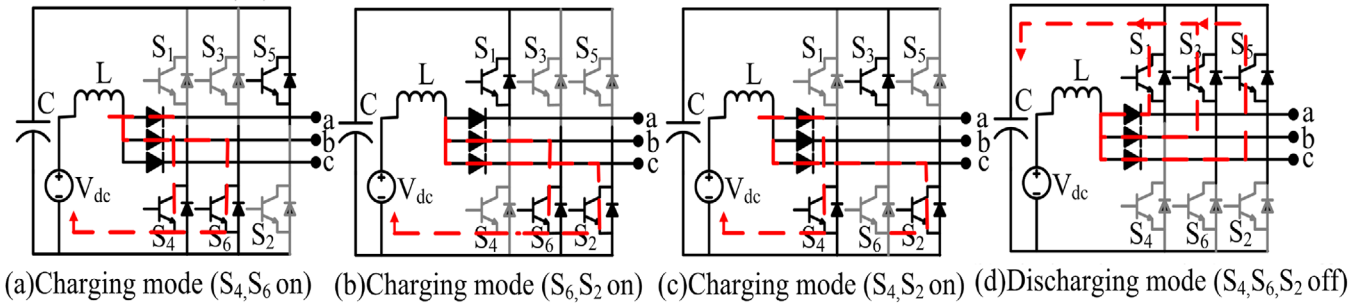 S1 S3 S5
L
C
a
b
c
Vdc
S4 S6 S2
(a)Charging mode (S4,S6 on)
S1 S3 S5
L
C
a
b
c
Vdc
S4 S6 S2
(b)Charging mode (S6,S2 on)
S1 S3 S5
L
C
a
b
c
Vdc
S4 S6 S2
(c)Charging mode (S4,S2 on)
S1 S3 S5
L
C
a
b
c
Vdc
S4 S6 S2
(d)Discharging mode (S4,S6,S2 off)